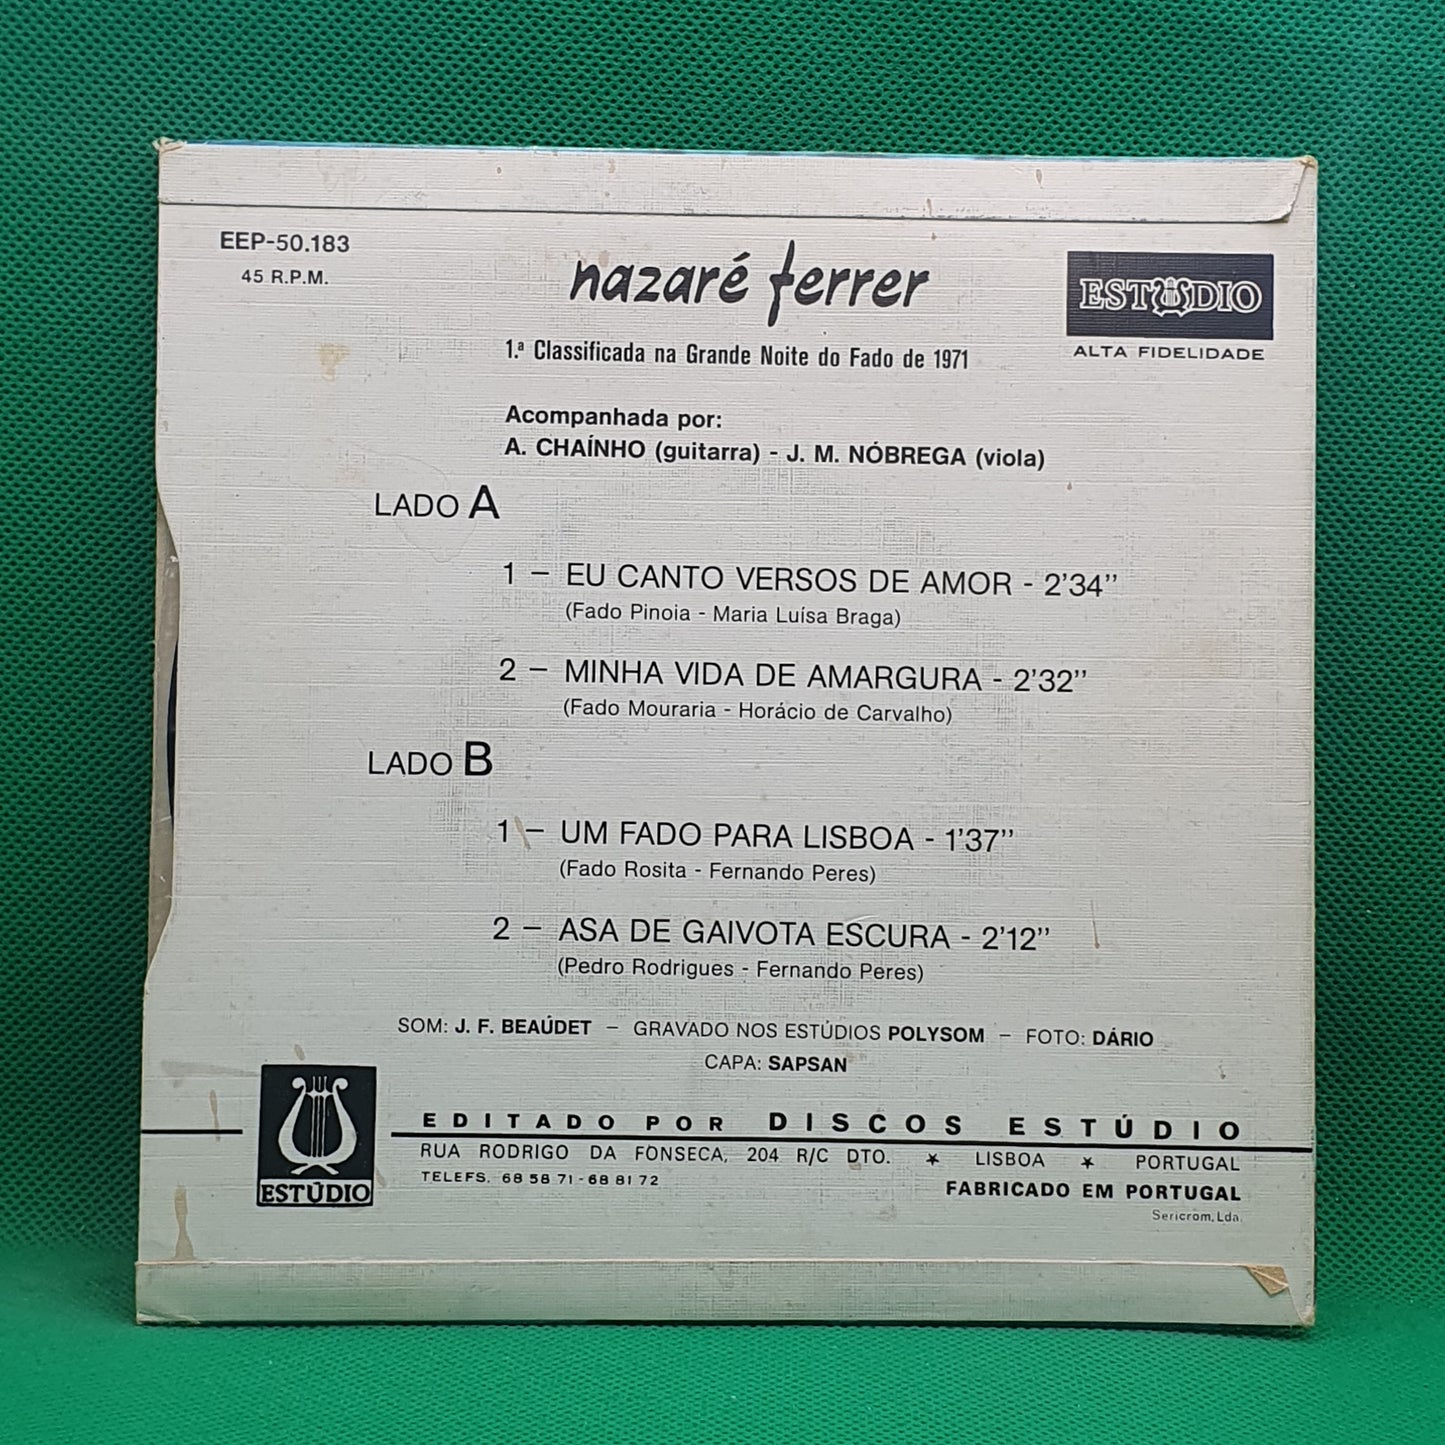 EEP-50.183
45 R.P.M.
nazaré ferrer
ESTÚDIO
ALTA FIDELIDADE
1.ª Classificada na Grande Noite do Fado de 1971
Acompanhada por:
A. CHAÍNHO (guitarra) - J. M. NÓBREGA (viola)
LADO A
1 – EU CANTO VERSOS DE AMOR - 2'34''
(Fado Pinoia - Maria Luísa Braga)
2 – MINHA VIDA DE AMARGURA - 2'32''
(Fado Mouraria - Horácio de Carvalho)
LADO B
1 – UM FADO PARA LISBOA - 1'37''
(Fado Rosita - Fernando Peres)
2 – ASA DE GAIVOTA ESCURA - 2'12''
(Pedro Rodrigues - Fernando Peres)
SOM: J. F. BEAÚDET – GRAVADO NOS ESTÚDIOS POLYSOM – FOTO: DÁRIO
CAPA: SAPSAN
ESTÚDIO
EDITADO POR DISCOS ESTÚDIO
RUA RODRIGO DA FONSECA, 204 R/C DTO. ★ LISBOA ★ PORTUGAL
TELEFS. 68 58 71 - 68 81 72
FABRICADO EM PORTUGAL
Sericrom, Lda.